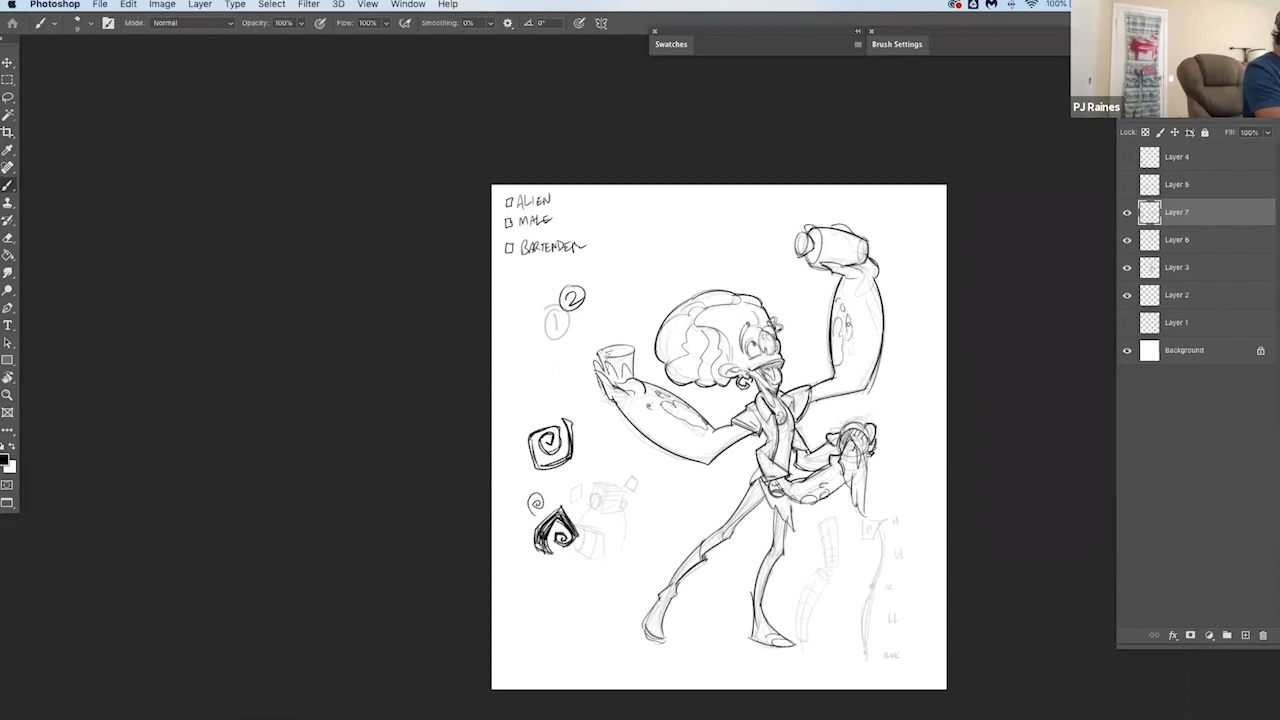 Photoshop File Edit Image Layer Type Select Filter 3D View Window Help 100%
Mode: Normal Opacity: 100% Flow: 100% Smoothing: 0% 0°
Swatches Brush Settings
PJ Raines
Lock: Fill: 100%
Layer 4
Layer 5
Layer 7
Layer 6
Layer 3
Layer 2
Layer 1
Background
ALIEN
MALE
BARTENDER
2
1